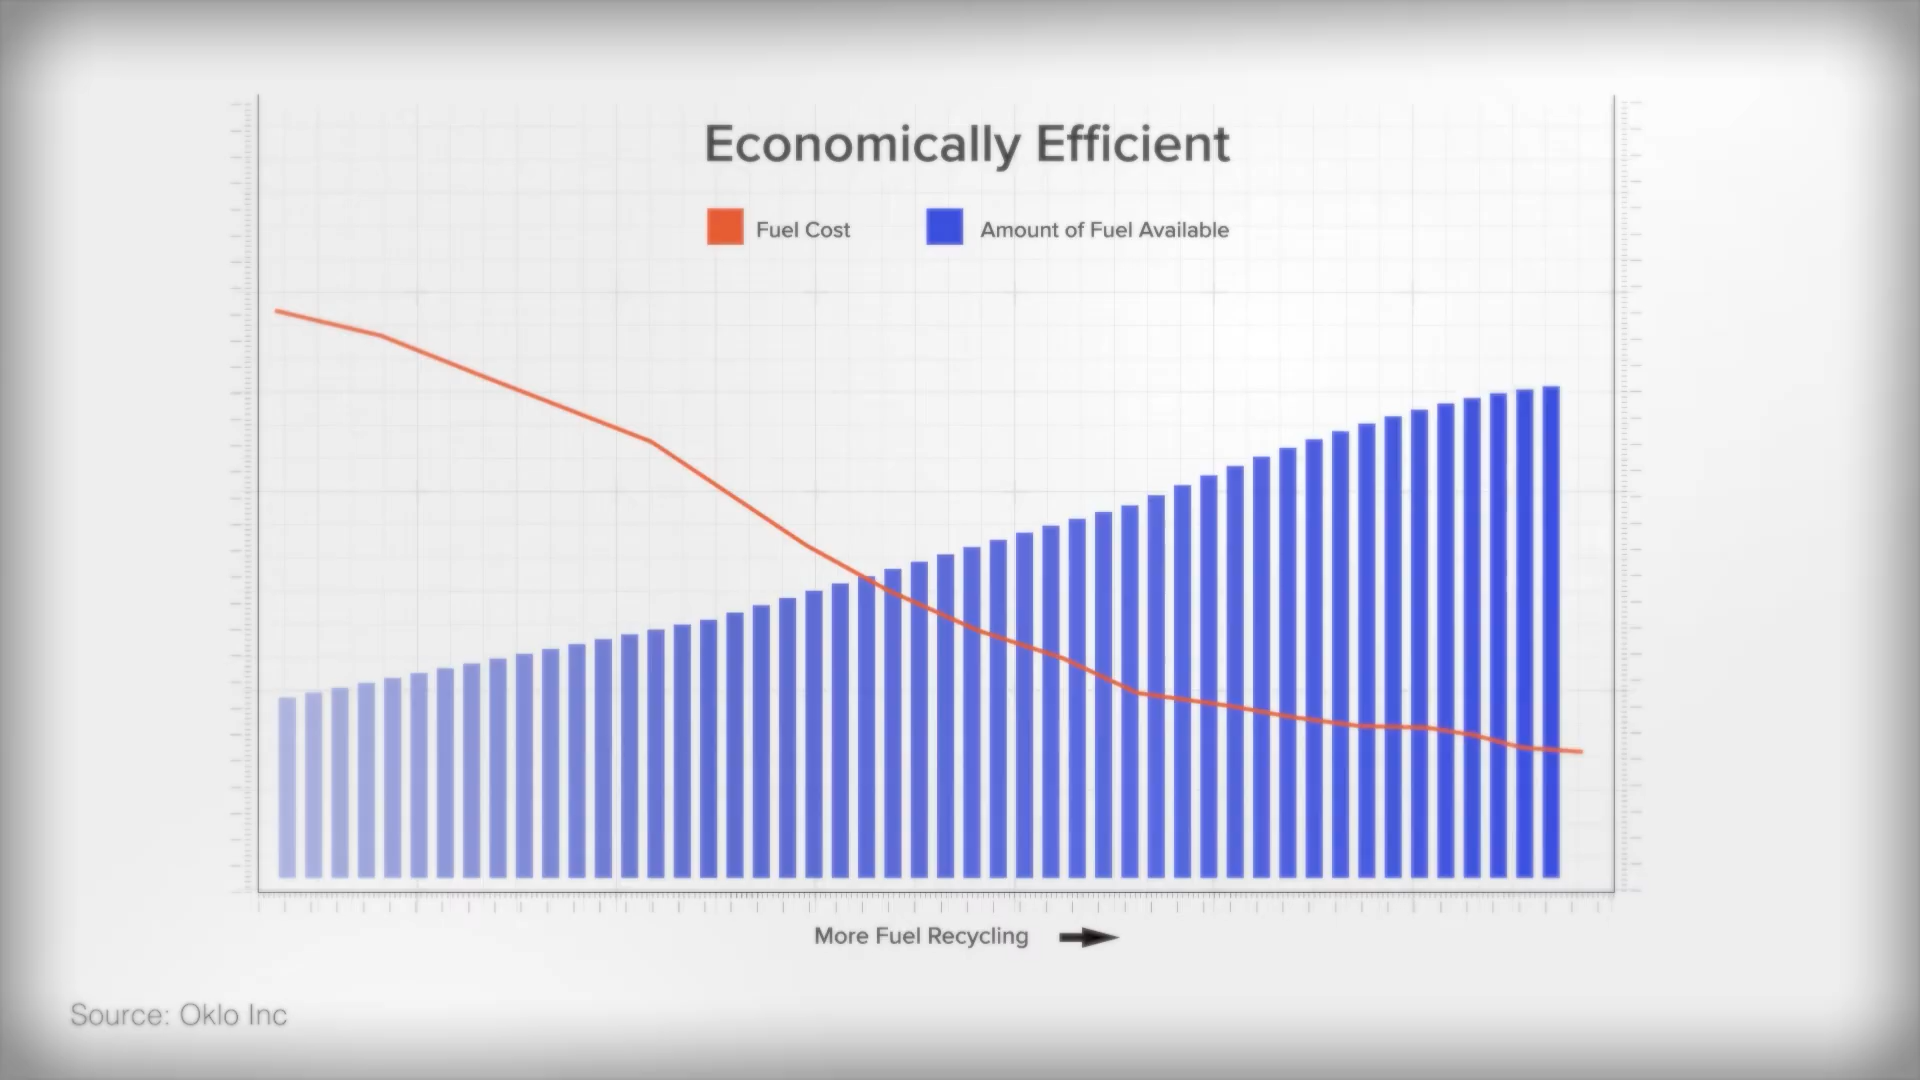 Economically Efficient
Fuel Cost
Amount of Fuel Available
More Fuel Recycling
Source: Oklo Inc